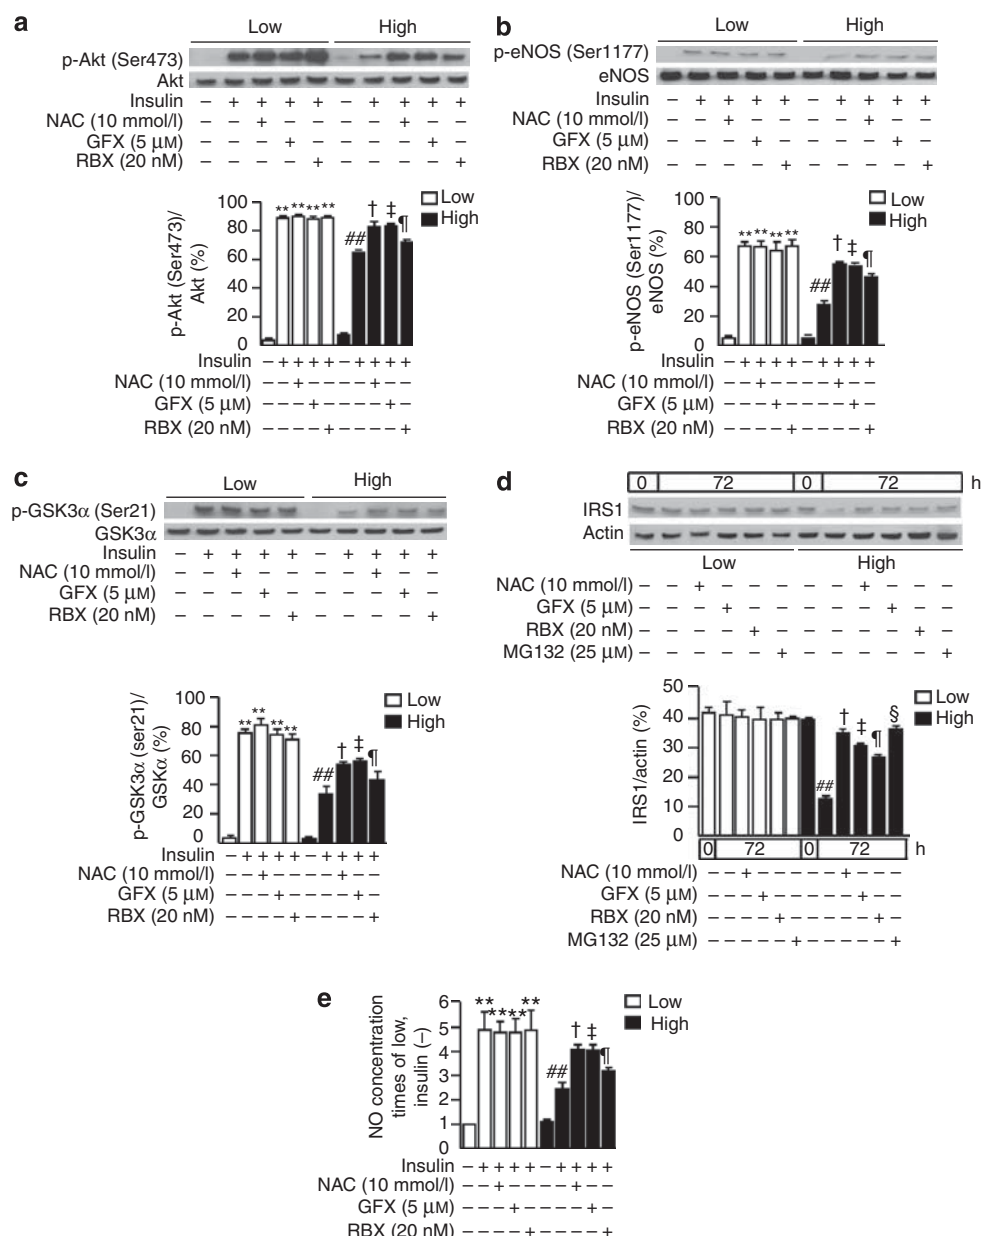 a
Low High
p-Akt (Ser473)
Akt
Insulin – + + + + – + + + +
NAC (10 mmol/l) – – + – – – – + – –
GFX (5 µM) – – – + – – – – + –
RBX (20 nM) – – – – + – – – – +
p-Akt (Ser473)/
Akt (%)
100
80
60
40
20
0
** ** ** ** ## † ‡ ¶
Low
High
Insulin – + + + + – + + + +
NAC (10 mmol/l) – – + – – – – + – –
GFX (5 µM) – – – + – – – – + –
RBX (20 nM) – – – – + – – – – +
b
Low High
p-eNOS (Ser1177)
eNOS
Insulin – + + + + – + + + +
NAC (10 mmol/l) – – + – – – – + – –
GFX (5 µM) – – – + – – – – + –
RBX (20 nM) – – – – + – – – – +
p-eNOS (Ser1177)/
eNOS (%)
100
80
60
40
20
0
** ** ** ** ## † ‡ ¶
Low
High
Insulin – + + + + – + + + +
NAC (10 mmol/l) – – + – – – – + – –
GFX (5 µM) – – – + – – – – + –
RBX (20 nM) – – – – + – – – – +
c
Low High
p-GSK3α (Ser21)
GSK3α
Insulin – + + + + – + + + +
NAC (10 mmol/l) – – + – – – – + – –
GFX (5 µM) – – – + – – – – + –
RBX (20 nM) – – – – + – – – – +
p-GSK3α (ser21)/
GSKα (%)
100
80
60
40
20
0
** ** ** ** ## † ‡ ¶
Low
High
Insulin – + + + + – + + + +
NAC (10 mmol/l) – – + – – – – + – –
GFX (5 µM) – – – + – – – – + –
RBX (20 nM) – – – – + – – – – +
d
0 72 0 72 h
IRS1
Actin
Low High
NAC (10 mmol/l) – – + – – – – – + – – –
GFX (5 µM) – – – + – – – – – + – –
RBX (20 nM) – – – – + – – – – – + –
MG132 (25 µM) – – – – – + – – – – – +
IRS1/actin (%)
50
40
30
20
10
0
## † ‡ ¶ §
Low
High
0 72 0 72 h
NAC (10 mmol/l) – – + – – – – – + – – –
GFX (5 µM) – – – + – – – – – + – –
RBX (20 nM) – – – – + – – – – – + –
MG132 (25 µM) – – – – – + – – – – – +
e
NO concentration
times of low,
insulin (–)
6
5
4
3
2
1
0
** ** ** ** ## † ‡ ¶
Low
High
Insulin – + + + + – + + + +
NAC (10 mmol/l) – – + – – – – + – –
GFX (5 µM) – – – + – – – – + –
RBX (20 nM) – – – – + – – – – +